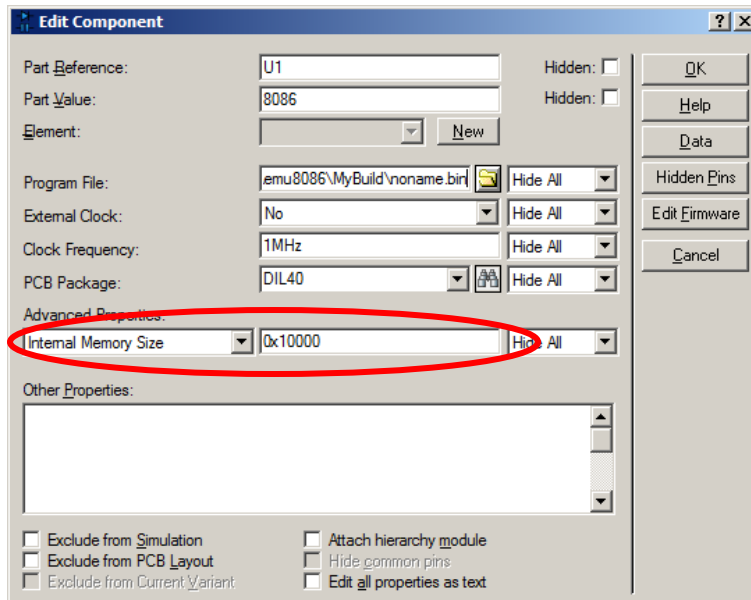 Edit Component
Part Reference: U1 Hidden: OK
Part Value: 8086 Hidden: Help
Element: New Data
Program File: .emu8086\MyBuild\noname.bin Hide All Hidden Pins
External Clock: No Hide All Edit Firmware
Clock Frequency: 1MHz Hide All
PCB Package: DIL40 Hide All Cancel
Advanced Properties:
Internal Memory Size 0x10000 Hide All
Other Properties:
Exclude from Simulation Attach hierarchy module
Exclude from PCB Layout Hide common pins
Exclude from Current Variant Edit all properties as text